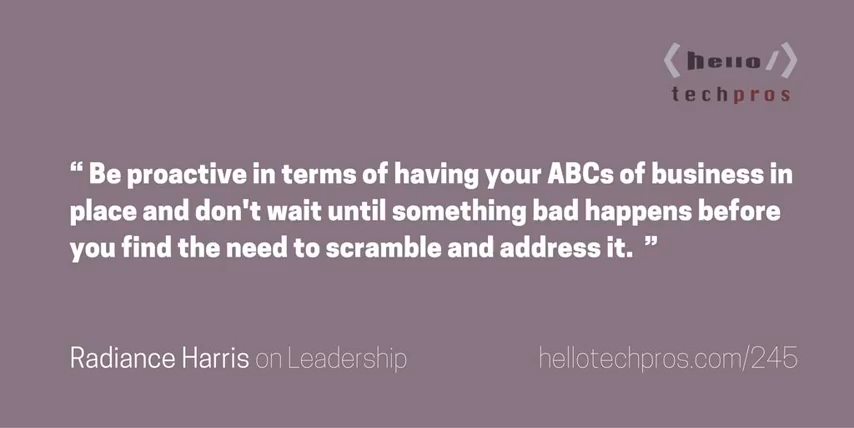 hello
techpros
“ Be proactive in terms of having your ABCs of business in
place and don't wait until something bad happens before
you find the need to scramble and address it. ”
Radiance Harris on Leadership
hellotechpros.com/245